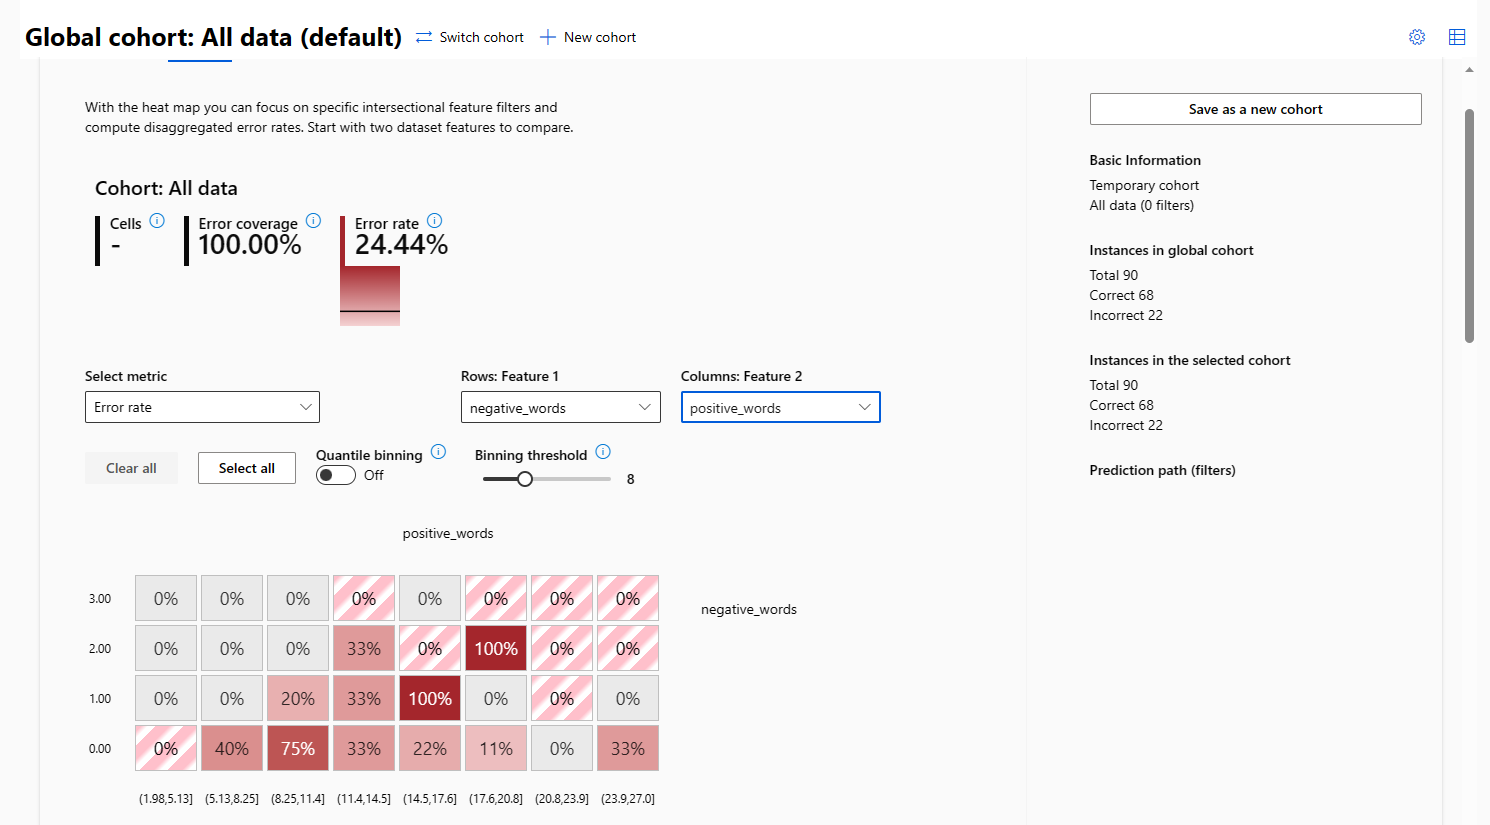 Global cohort: All data (default) Switch cohort New cohort
With the heat map you can focus on specific intersectional feature filters and
compute disaggregated error rates. Start with two dataset features to compare.
Cohort: All data
Cells Error coverage Error rate
- 100.00% 24.44%
Select metric Rows: Feature 1 Columns: Feature 2
Error rate negative_words positive_words
Clear all Select all Quantile binning Off Binning threshold 8
positive_words
3.00 0% 0% 0% 0% 0% 0% 0% 0%
negative_words
2.00 0% 0% 0% 33% 0% 100% 0% 0%
1.00 0% 0% 20% 33% 100% 0% 0% 0%
0.00 0% 40% 75% 33% 22% 11% 0% 33%
(1.98,5.13] (5.13,8.25] (8.25,11.4] (11.4,14.5] (14.5,17.6] (17.6,20.8] (20.8,23.9] (23.9,27.0]
Save as a new cohort
Basic Information
Temporary cohort
All data (0 filters)
Instances in global cohort
Total 90
Correct 68
Incorrect 22
Instances in the selected cohort
Total 90
Correct 68
Incorrect 22
Prediction path (filters)